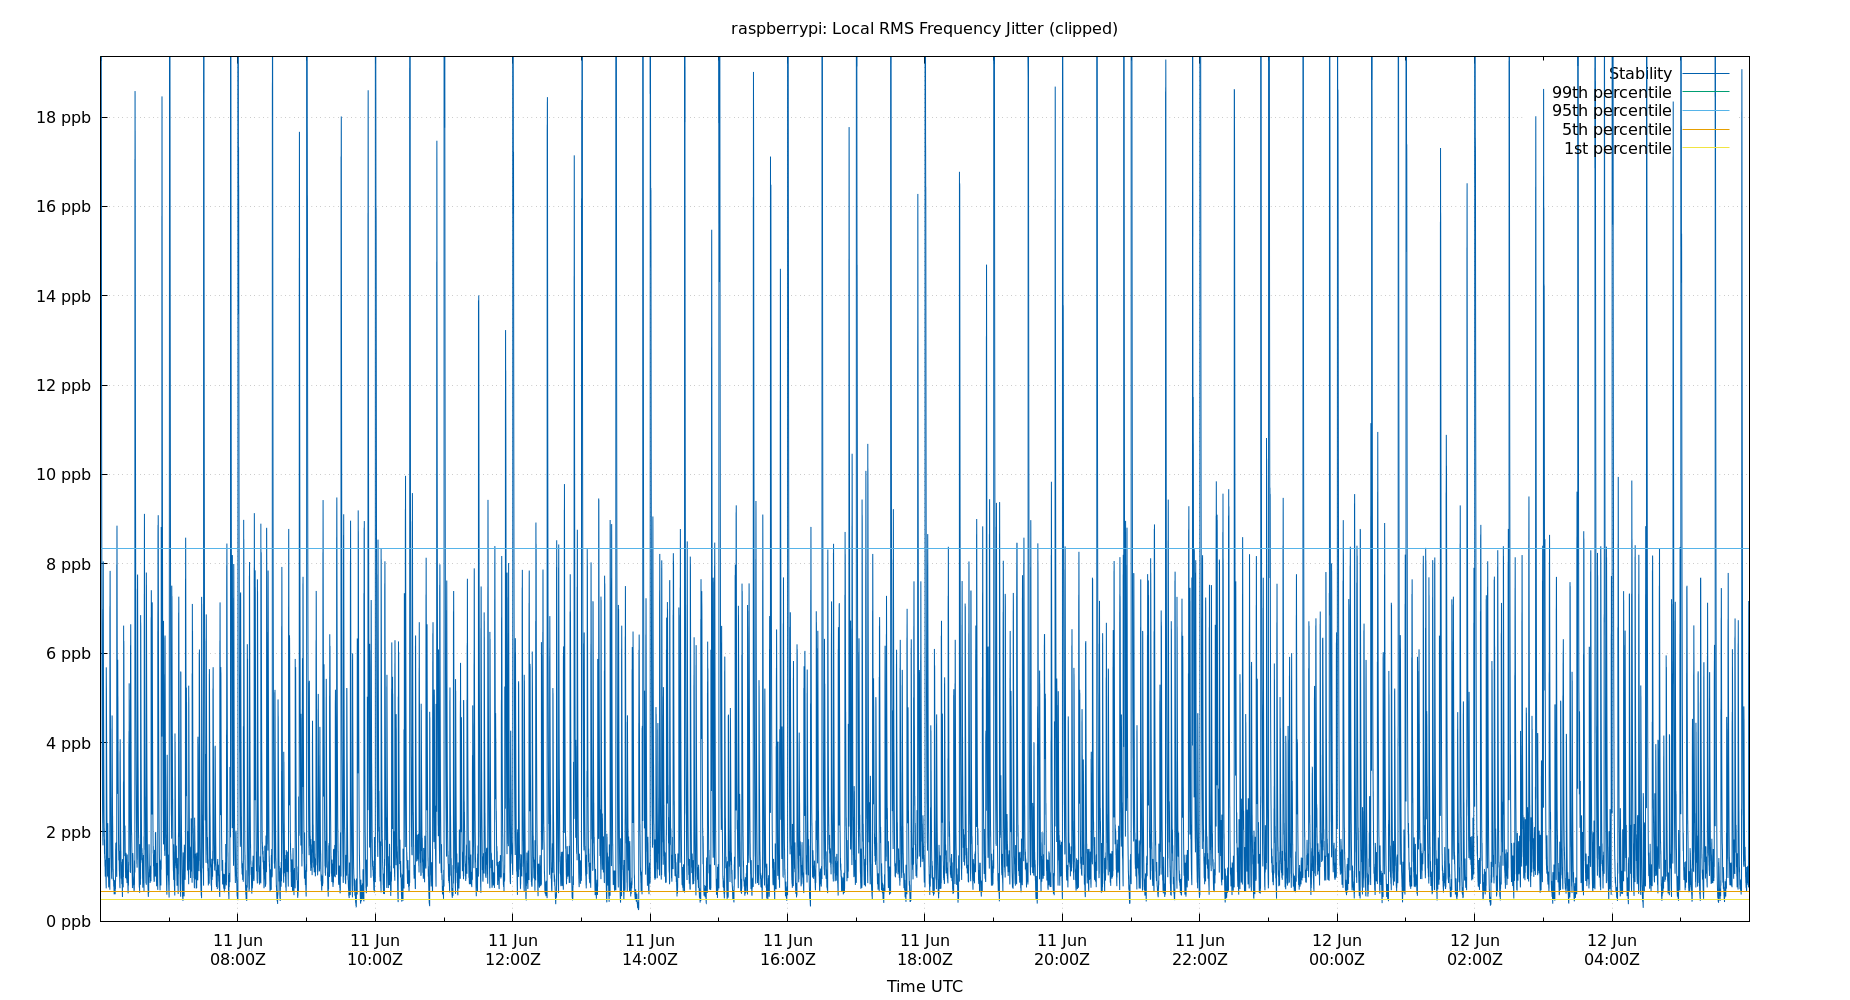 raspberrypi: Local RMS Frequency Jitter (clipped)
Stability
99th percentile
95th percentile
5th percentile
1st percentile
18 ppb
16 ppb
14 ppb
12 ppb
10 ppb
8 ppb
6 ppb
4 ppb
2 ppb
0 ppb
11 Jun 11 Jun 11 Jun 11 Jun 11 Jun 11 Jun 11 Jun 11 Jun 12 Jun 12 Jun 12 Jun
08:00Z 10:00Z 12:00Z 14:00Z 16:00Z 18:00Z 20:00Z 22:00Z 00:00Z 02:00Z 04:00Z
Time UTC